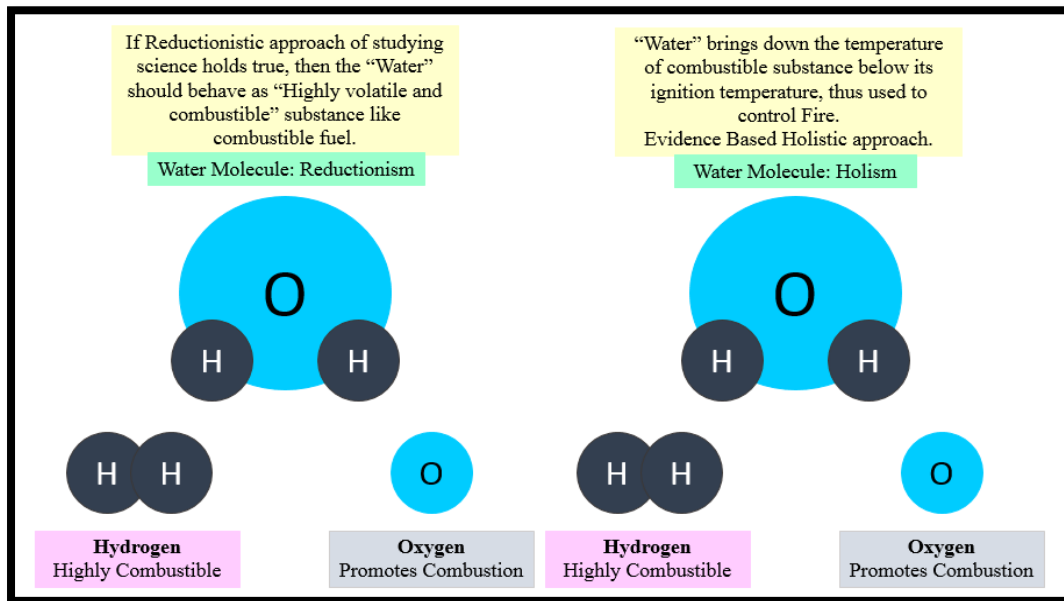 If Reductionistic approach of studying
science holds true, then the “Water”
should behave as “Highly volatile and
combustible” substance like
combustible fuel.
Water Molecule: Reductionism
O
H
H
H
H
O
Hydrogen
Highly Combustible
Oxygen
Promotes Combustion
“Water” brings down the temperature
of combustible substance below its
ignition temperature, thus used to
control Fire.
Evidence Based Holistic approach.
Water Molecule: Holism
O
H
H
H
H
O
Hydrogen
Highly Combustible
Oxygen
Promotes Combustion